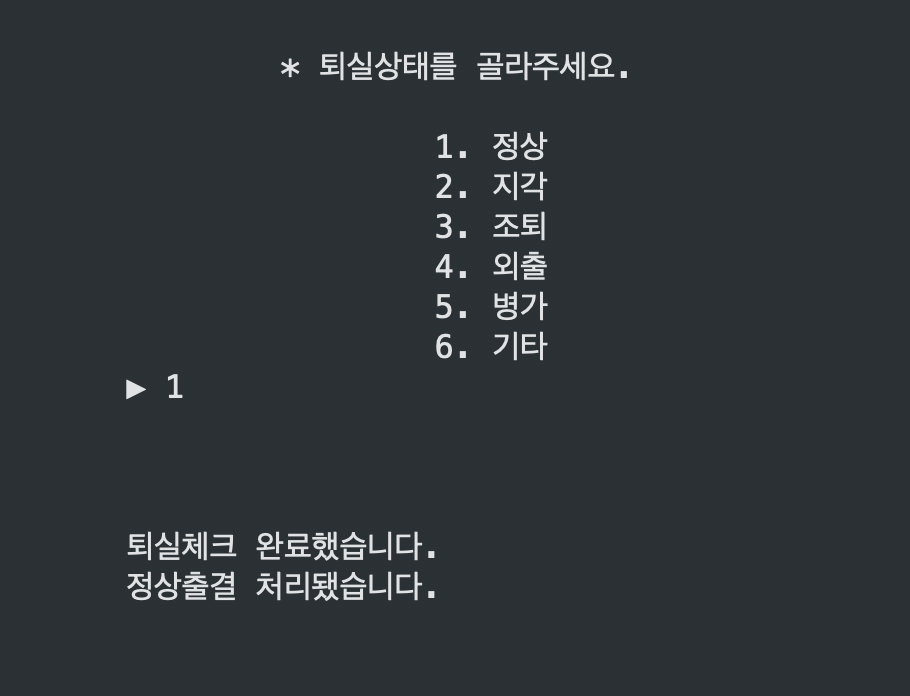 * 퇴실상태를 골라주세요.
1. 정상
2. 지각
3. 조퇴
4. 외출
5. 병가
6. 기타
▶ 1
퇴실체크 완료했습니다.
정상출결 처리됐습니다.